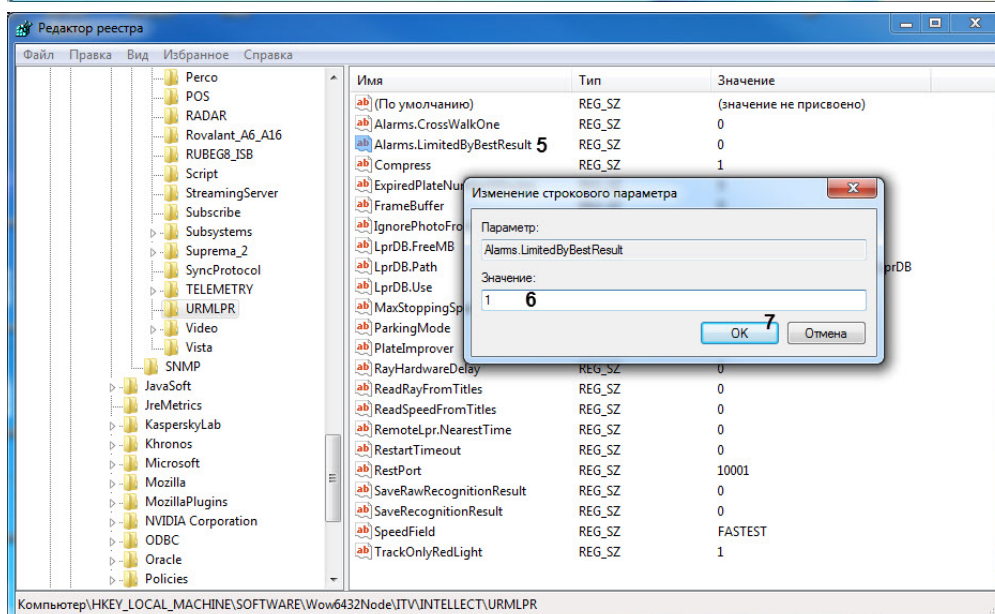 Редактор реестра
Файл Правка Вид Избранное Справка
Perco
POS
RADAR
Rovalant_A6_A16
RUBEG8_ISB
Script
StreamingServer
Subscribe
Subsystems
Suprema_2
SyncProtocol
TELEMETRY
URMLPR
Video
Vista
SNMP
JavaSoft
JreMetrics
KasperskyLab
Khronos
Microsoft
Mozilla
MozillaPlugins
NVIDIA Corporation
ODBC
Oracle
Policies
Имя Тип Значение
(По умолчанию) REG_SZ (значение не присвоено)
Alarms.CrossWalkOne REG_SZ 0
Alarms.LimitedByBestResult 5 REG_SZ 0
Compress REG_SZ 1
ExpiredPlateNu
FrameBuffer
IgnorePhotoFro
LprDB.FreeMB
LprDB.Path prDB
LprDB.Use
MaxStoppingSp
ParkingMode
PlateImprover
RayHardwareDelay REG_SZ 0
ReadRayFromTitles REG_SZ 0
ReadSpeedFromTitles REG_SZ 0
RemoteLpr.NearestTime REG_SZ 0
RestartTimeout REG_SZ 0
RestPort REG_SZ 10001
SaveRawRecognitionResult REG_SZ 0
SaveRecognitionResult REG_SZ 0
SpeedField REG_SZ FASTEST
TrackOnlyRedLight REG_SZ 1
Изменение строкового параметра
Параметр:
Alarms.LimitedByBestResult
Значение:
1 6
OK 7 Отмена
Компьютер\HKEY_LOCAL_MACHINE\SOFTWARE\Wow6432Node\ITV\INTELLECT\URMLPR